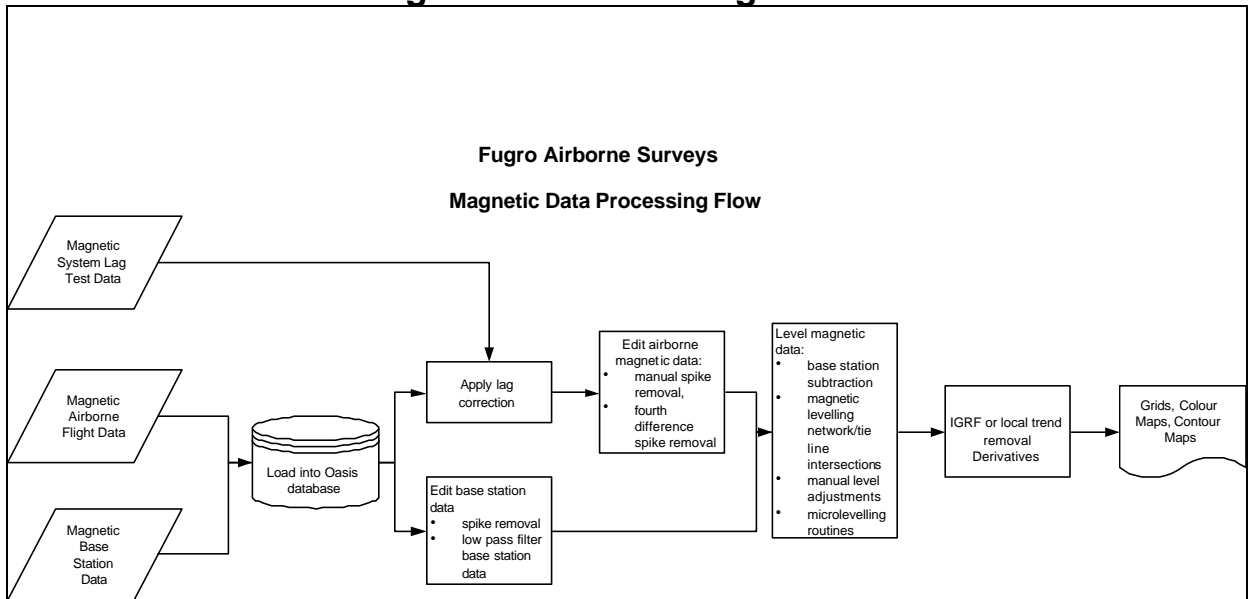 Fugro Airborne Surveys
Magnetic Data Processing Flow
Magnetic
System Lag
Test Data
Magnetic
Airborne
Flight Data
Magnetic
Base
Station
Data
Load into Oasis
database
Apply lag
correction
Edit base station
data
• spike removal
• low pass filter
base station
data
Edit airborne
magnetic data:
• manual spike
removal,
• fourth
difference
spike removal
Level magnetic
data:
• base station
subtraction
• magnetic
levelling
network/tie
line
intersections
• manual level
adjustments
• microlevelling
routines
IGRF or local trend
removal
Derivatives
Grids, Colour
Maps, Contour
Maps